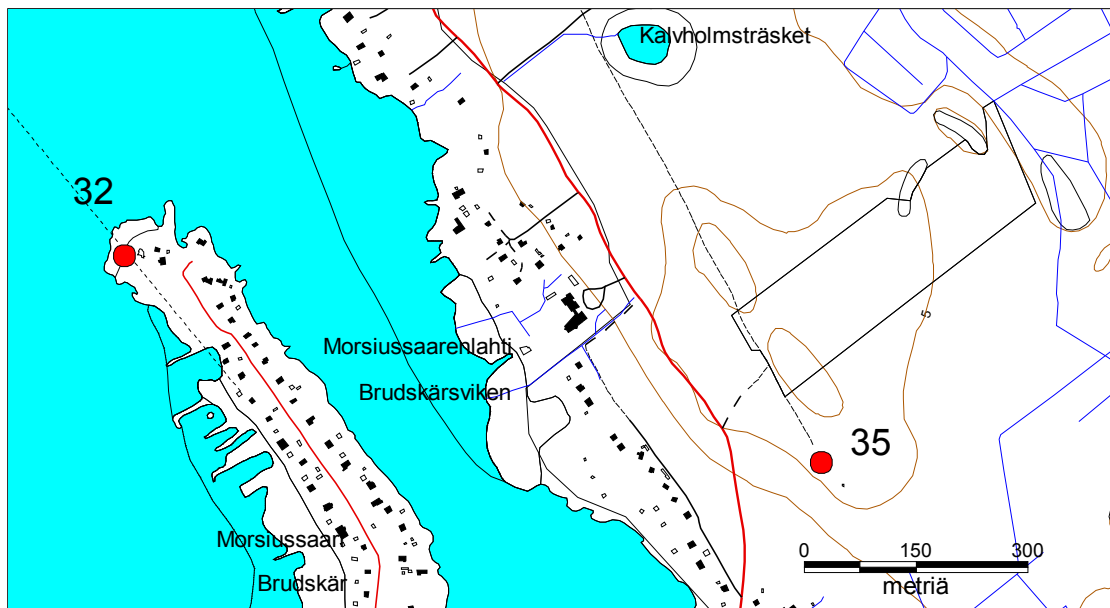 Kalvholmsträsket
32
5
Morsiussaarenlahti
Brudskärsviken
35
Morsiussaari
Brudskär
0 150 300
metriä